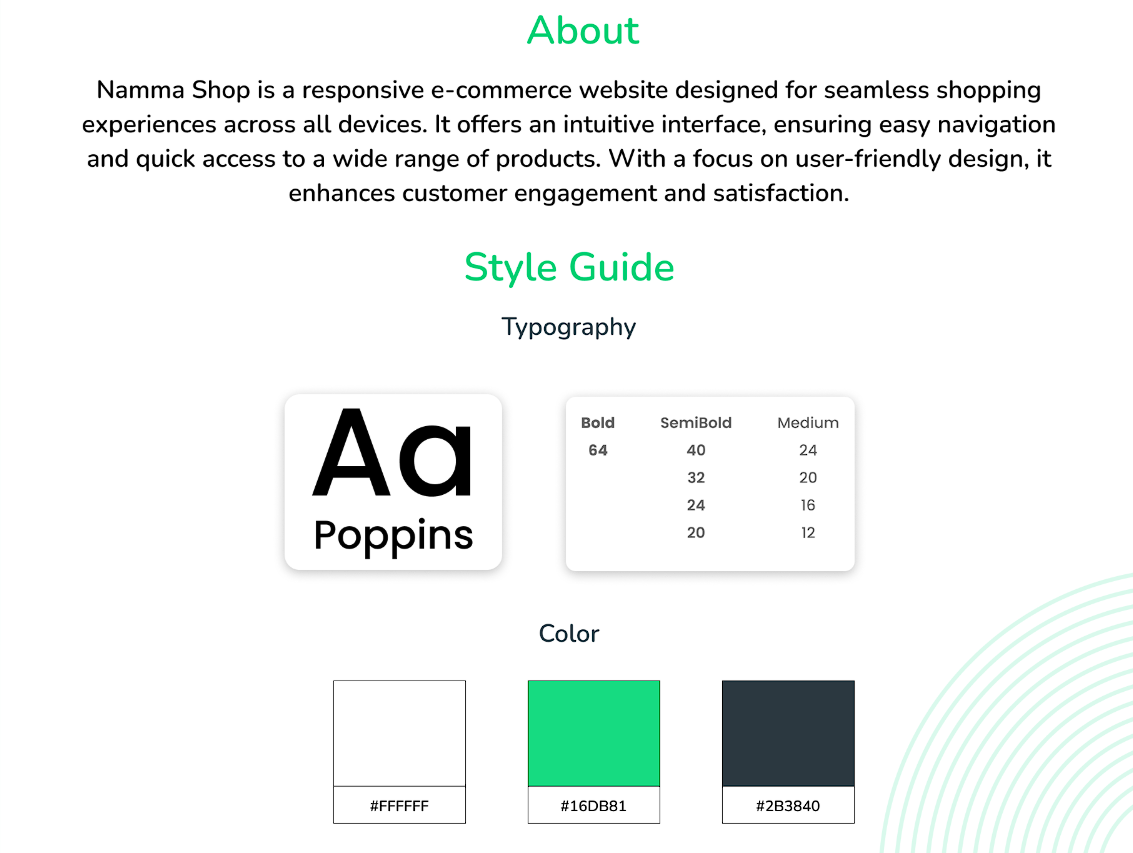 About
Namma Shop is a responsive e-commerce website designed for seamless shopping
experiences across all devices. It offers an intuitive interface, ensuring easy navigation
and quick access to a wide range of products. With a focus on user-friendly design, it
enhances customer engagement and satisfaction.
Style Guide
Typography
Aa
Poppins
Bold SemiBold Medium
64 40 24
32 20
24 16
20 12
Color
#FFFFFF #16DB81 #2B3840